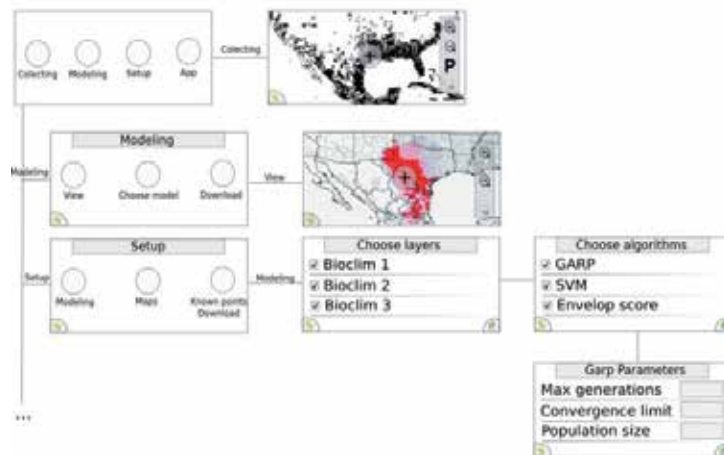 Colecting
Modeling
Setup
App
Colecting
P
Modeling
Modeling
View
Choose model
Download
View
Setup
Setup
Modeling
Maps
Known points
Download
Modeling
Choose layers
Bioclim 1
Bioclim 2
Bioclim 3
Choose algorithms
GARP
SVM
Envelop score
Garp Parameters
Max generations
Convergence limit
Population size
...